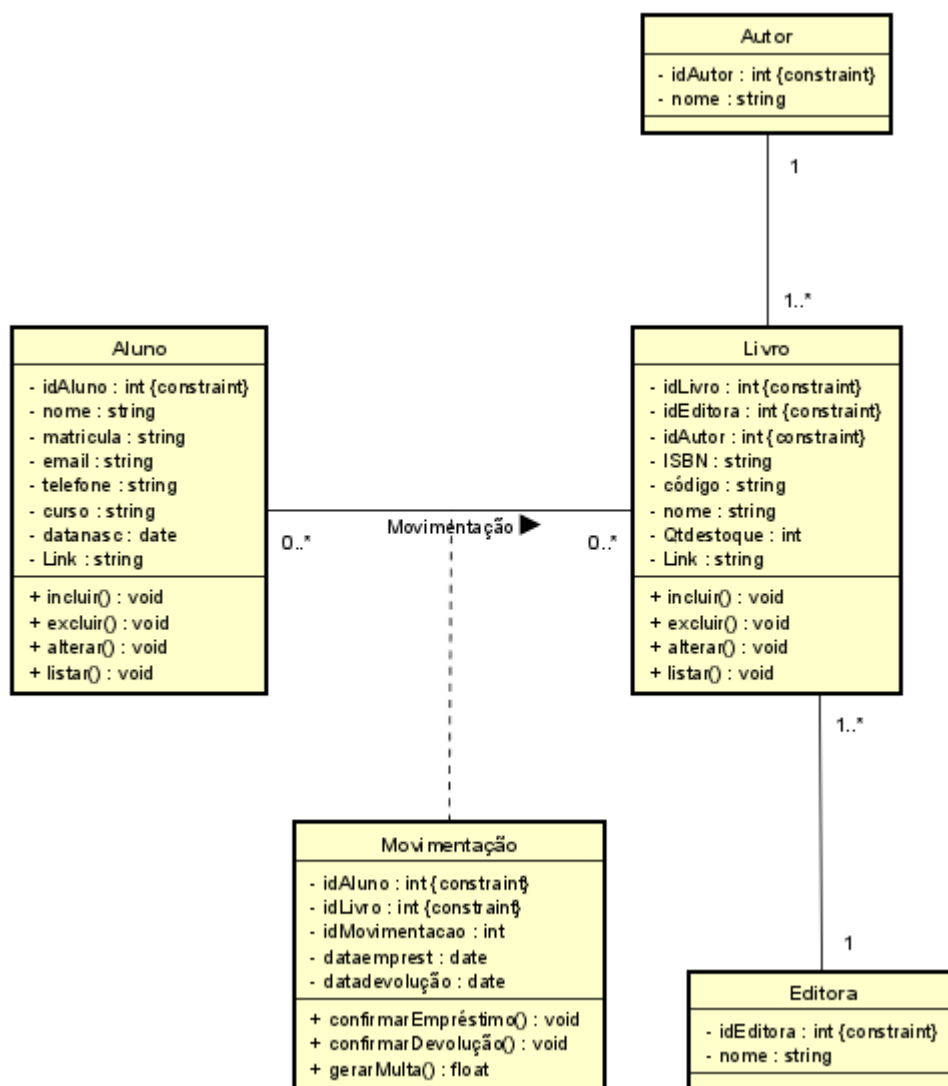 Autor
- idAutor : int {constraint}
- nome : string
1
1..*
Aluno
- idAluno : int {constraint}
- nome : string
- matricula : string
- email : string
- telefone : string
- curso : string
- datanasc : date
- Link : string
+ incluir() : void
+ excluir() : void
+ alterar() : void
+ listar() : void
0..*
Movimentação
0..*
Livro
- idLivro : int {constraint}
- idEditora : int {constraint}
- idAutor : int {constraint}
- ISBN : string
- código : string
- nome : string
- Qtdestoque : int
- Link : string
+ incluir() : void
+ excluir() : void
+ alterar() : void
+ listar() : void
1..*
1
Movimentação
- idAluno : int {constraint}
- idLivro : int {constraint}
- idMovimentacao : int
- dataemprest : date
- datadevolução : date
+ confirmarEmpréstimo() : void
+ confirmarDevolução() : void
+ gerarMulta() : float
Editora
- idEditora : int {constraint}
- nome : string